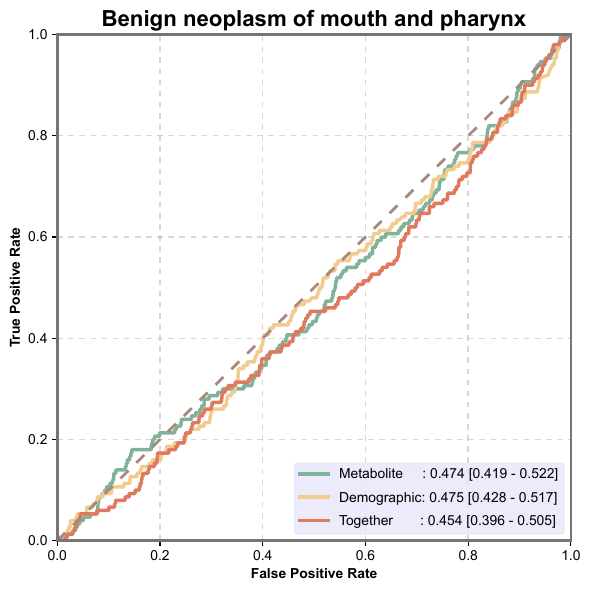 Benign neoplasm of mouth and pharynx
1.0
0.8
0.6
0.4
0.2
0.0
True Positive Rate
Metabolite : 0.474 [0.419 - 0.522]
Demographic: 0.475 [0.428 - 0.517]
Together : 0.454 [0.396 - 0.505]
0.0 0.2 0.4 0.6 0.8 1.0
False Positive Rate